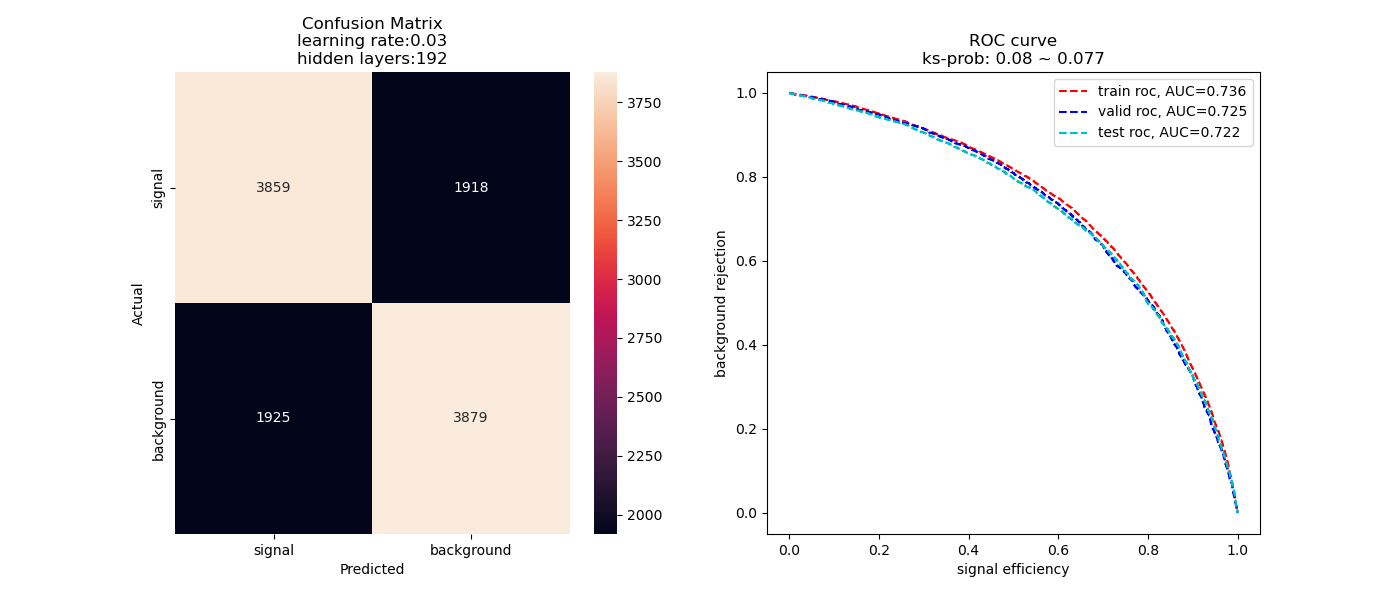 Confusion Matrix
learning rate:0.03
hidden layers:192
signal
background
Actual
3859
1918
1925
3879
signal
background
Predicted
3750
3500
3250
3000
2750
2500
2250
2000
ROC curve
ks-prob: 0.08 ~ 0.077
train roc, AUC=0.736
valid roc, AUC=0.725
test roc, AUC=0.722
background rejection
1.0
0.8
0.6
0.4
0.2
0.0
0.0
0.2
0.4
0.6
0.8
1.0
signal efficiency